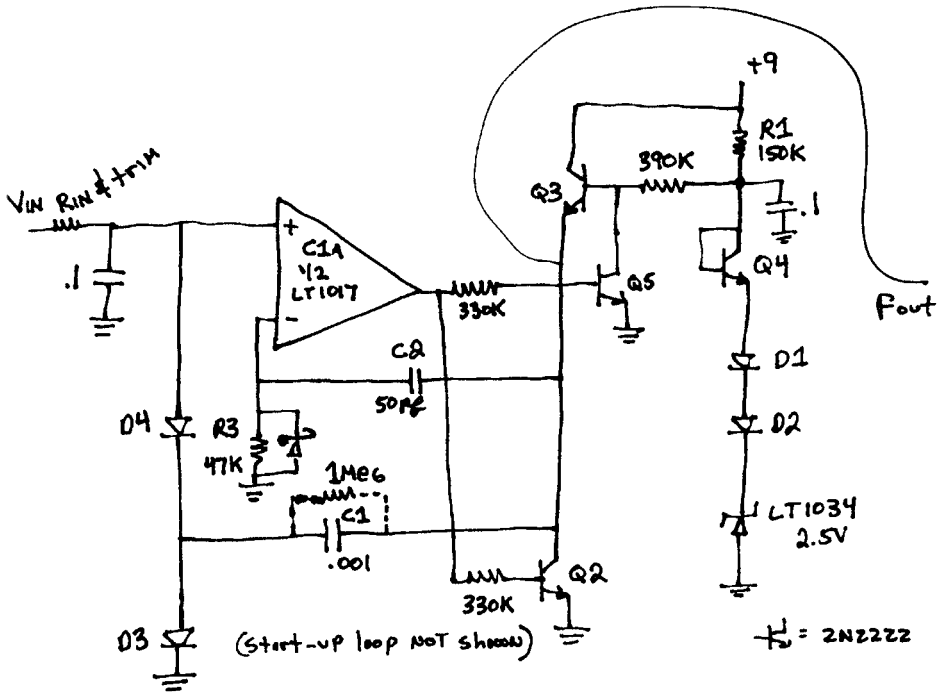 +9
R1
150K
390K
Q3
.1
VIN RIN & trim
+
C1A
1/2
LT1017
-
.1
330K
Q5
Q4
Fout
C2
50pf
D1
D4
R3
47K
D2
1MEG
C1
.001
LT1034
2.5V
Q2
330K
D3
(Start-up loop NOT shown)
= 2N2222